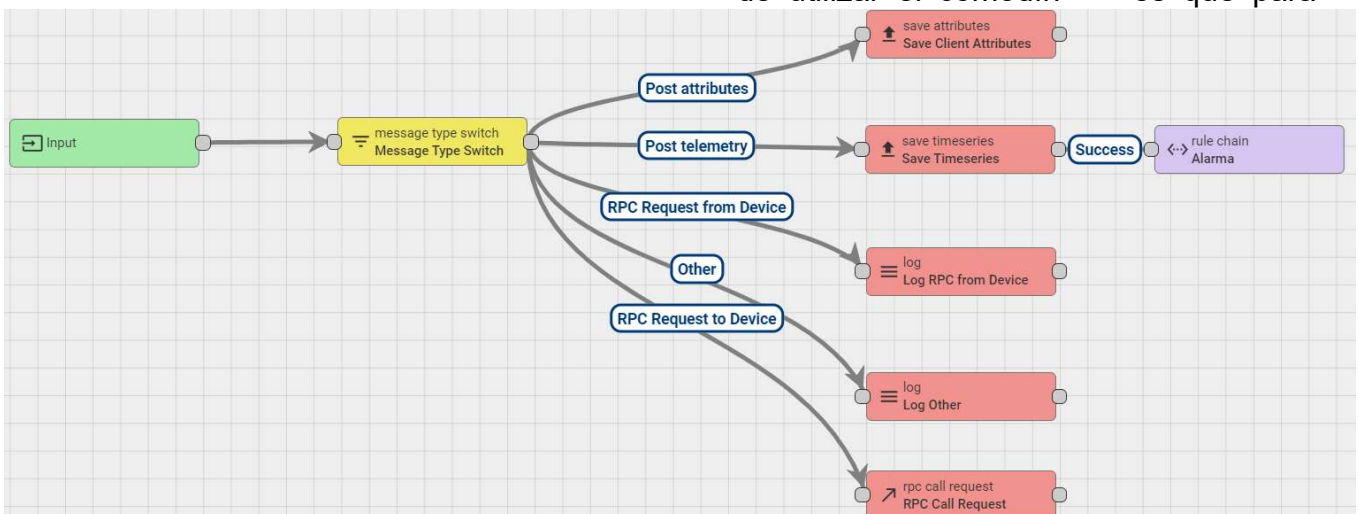 save attributes
Save Client Attributes
Post attributes
Input
message type switch
Message Type Switch
Post telemetry
save timeseries
Save Timeseries
Success
rule chain
Alarma
RPC Request from Device
log
Log RPC from Device
Other
RPC Request to Device
log
Log Other
rpc call request
RPC Call Request